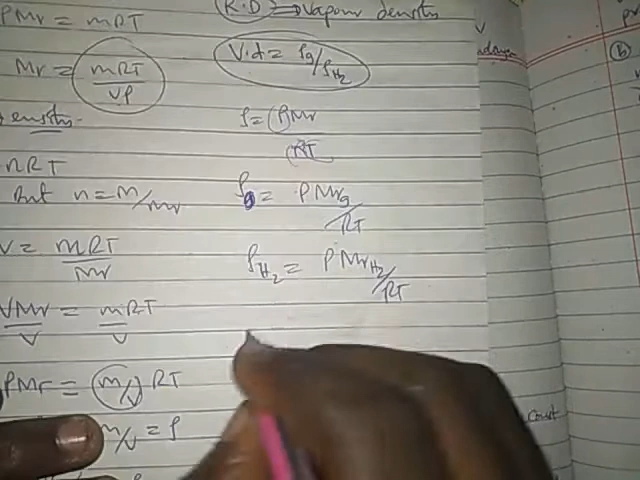 PMr = mRT
Mr = mRT
VP
Density
nRT
But n = m/Mr
V = mRT
Mr
VMr = mRT
V V
PMr = (m/V) RT
m/V = ρ
(R.D) ⇒ Vapour density
V.d = ρg/ρH2
ρ = PMr
RT
ρg = PMrg
/RT
ρH2 = PMrH2
/RT
Const